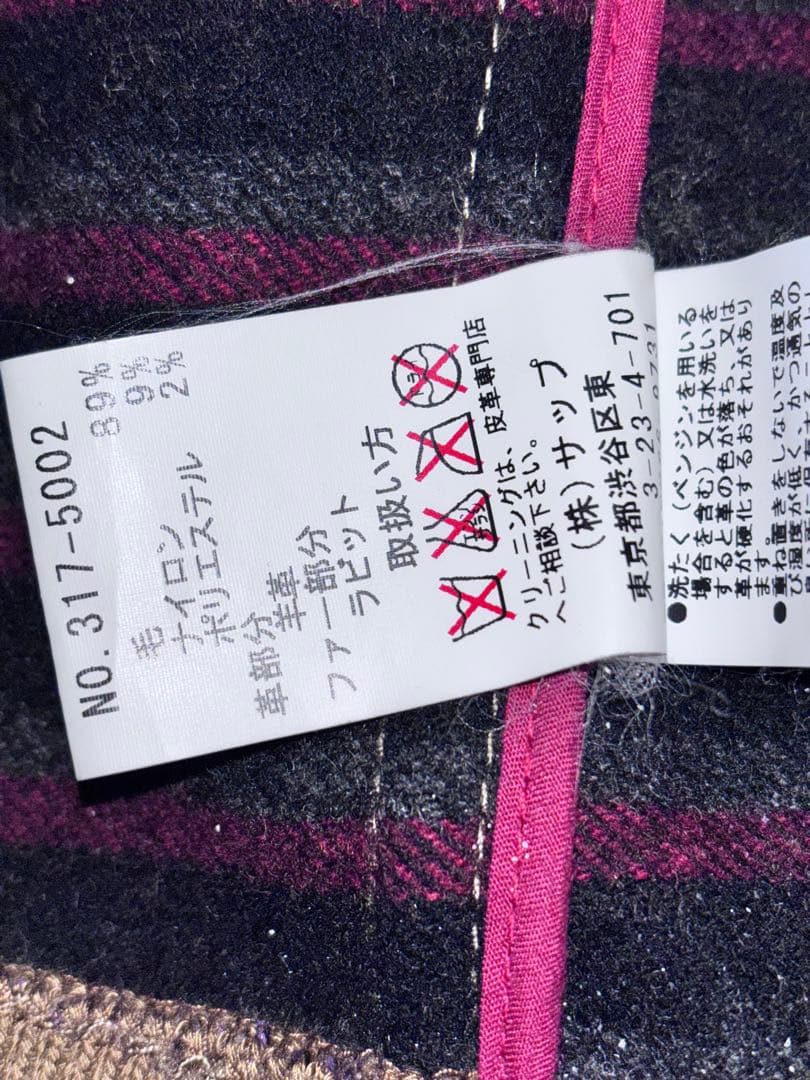 NO.317-5002
毛 89%
ナイロン 9%
ポリエステル 2%
革部分
羊革
ファー部分
ラビット
取扱い方
クリーニングは、皮革専門店
へご相談下さい。
(株)サップ
東京都渋谷区東
3-23-4-701
●洗たく(ベンジンを用いる
場合を含む)又は水洗いを
すると革の色が落ち、又は
革が硬化するおそれがあり
ます。
●重ね置きをしないで温度及
び湿度が低く、かつ通気の